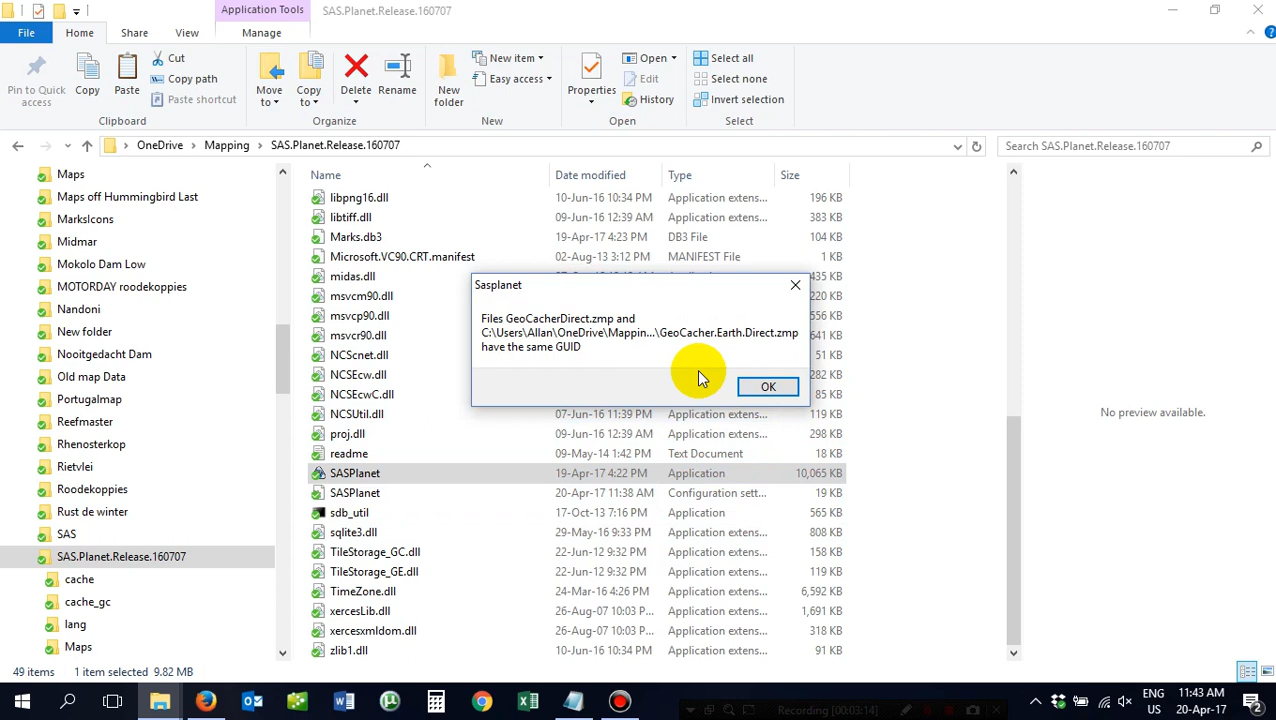 Application Tools
SAS.Planet.Release.160707
File
Home
Share
View
Manage
Pin to Quick access
Copy
Paste
Cut
Copy path
Paste shortcut
Clipboard
Move to
Copy to
Delete
Rename
Organize
New folder
New item
Easy access
New
Properties
Open
Edit
History
Open
Select all
Select none
Invert selection
Select
OneDrive
Mapping
SAS.Planet.Release.160707
Search SAS.Planet.Release.160707
Maps
Maps off Hummingbird Last
MarksIcons
Midmar
Mokolo Dam Low
MOTORDAY roodekoppies
Nandoni
New folder
Nooitgedacht Dam
Old map Data
Portugalmap
Reefmaster
Rhenosterkop
Rietvlei
Roodekoppies
Rust de winter
SAS
SAS.Planet.Release.160707
cache
cache_gc
lang
Maps
Name Date modified Type Size
libpng16.dll 10-Jun-16 10:34 PM Application extens... 196 KB
libtiff.dll 09-Jun-16 12:39 AM Application extens... 383 KB
Marks.db3 19-Apr-17 4:23 PM DB3 File 104 KB
Microsoft.VC90.CRT.manifest 02-Aug-13 3:12 PM MANIFEST File 1 KB
midas.dll 435 KB
msvcm90.dll 220 KB
msvcp90.dll
msvcr90.dll
NCScnet.dll 51 KB
NCSEcw.dll 282 KB
NCSEcwC.dll 85 KB
NCSUtil.dll 07-Jun-16 11:39 PM Application extens... 119 KB
proj.dll 09-Jun-16 12:39 AM Application extens... 298 KB
readme 09-May-14 1:42 PM Text Document 18 KB
SASPlanet 19-Apr-17 4:22 PM Application 10,065 KB
SASPlanet 20-Apr-17 11:38 AM Configuration sett... 19 KB
sdb_util 17-Oct-13 7:16 PM Application 565 KB
sqlite3.dll 29-May-16 9:33 PM Application extens... 808 KB
TileStorage_GC.dll 22-Jun-12 9:32 PM Application extens... 158 KB
TileStorage_GE.dll 22-Jun-12 9:32 PM Application extens... 119 KB
TimeZone.dll 24-Mar-16 4:26 PM Application extens... 6,592 KB
xercesLib.dll 26-Aug-07 10:03 P... Application extens... 1,691 KB
xercesxmldom.dll 26-Aug-07 10:03 P... Application extens... 318 KB
zlib1.dll 10-Jun-16 10:34 PM Application extens... 91 KB
Sasplanet
Files GeoCacherDirect.zmp and
C:\Users\Allan\OneDrive\Mappin...\GeoCacher.Earth.Direct.zmp
have the same GUID
OK
No preview available.
49 items 1 item selected 9.82 MB
Recording [00:03:14]
ENG
US
11:43 AM
20-Apr-17
2